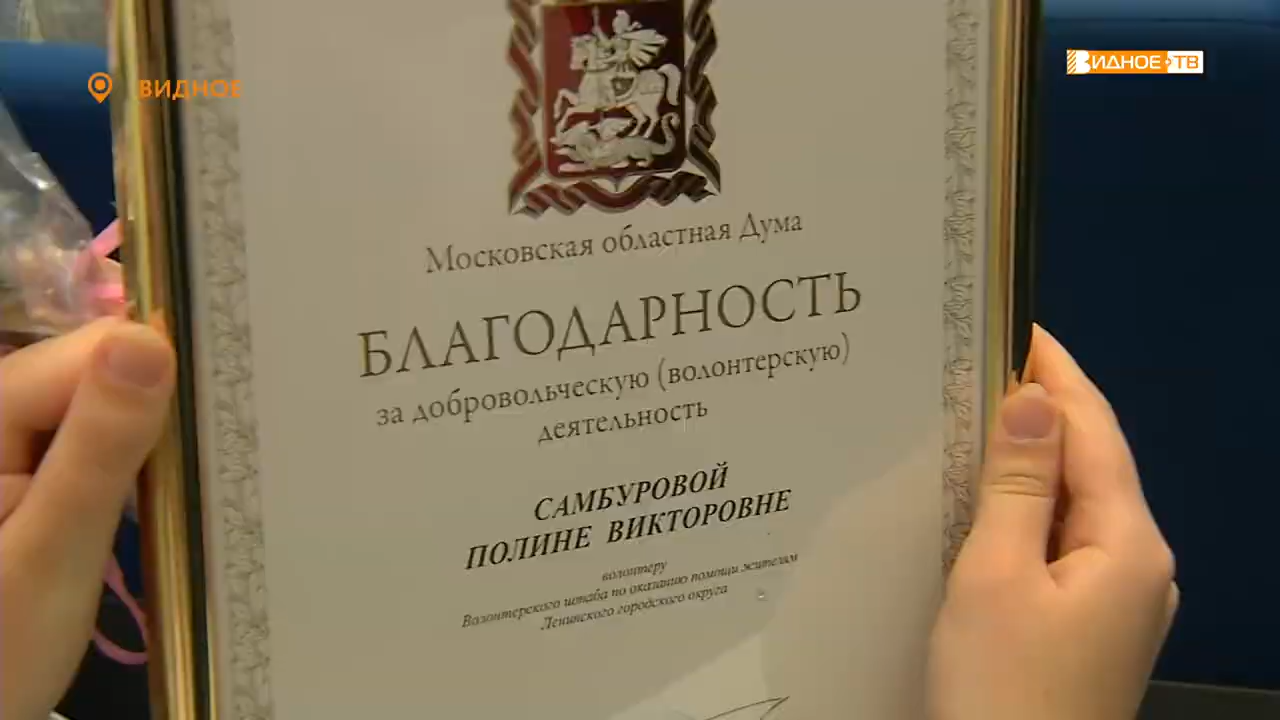 ВИДНОЕ
ВИДНОЕ ТВ
Московская областная Дума
БЛАГОДАРНОСТЬ
за добровольческую (волонтерскую)
деятельность
САМБУРОВОЙ
ПОЛИНЕ ВИКТОРОВНЕ
волонтеру
Волонтерского штаба по оказанию помощи жителям
Ленинского городского округа